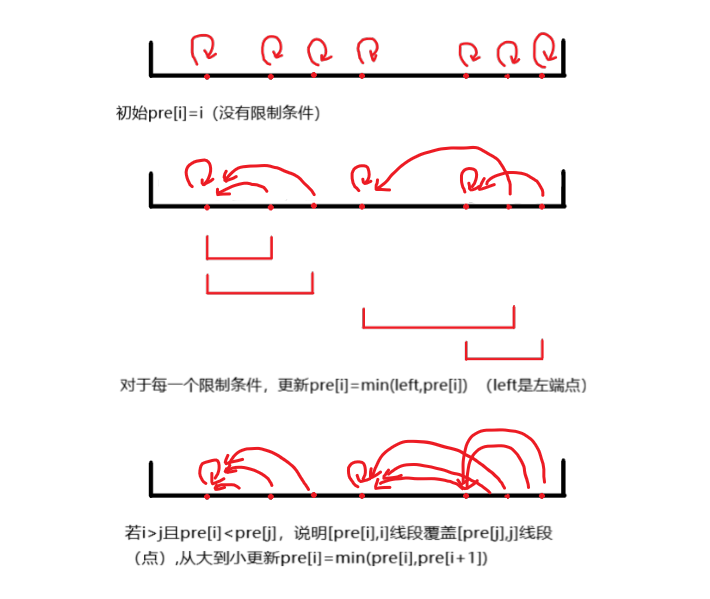 初始pre[i]=i（没有限制条件）
对于每一个限制条件，更新pre[i]=min(left,pre[i]) （left是左端点）
若i>j且pre[i]<pre[j]，说明[pre[i],i]线段覆盖[pre[j],j]线段
（点）,从大到小更新pre[i]=min(pre[i],pre[i+1])